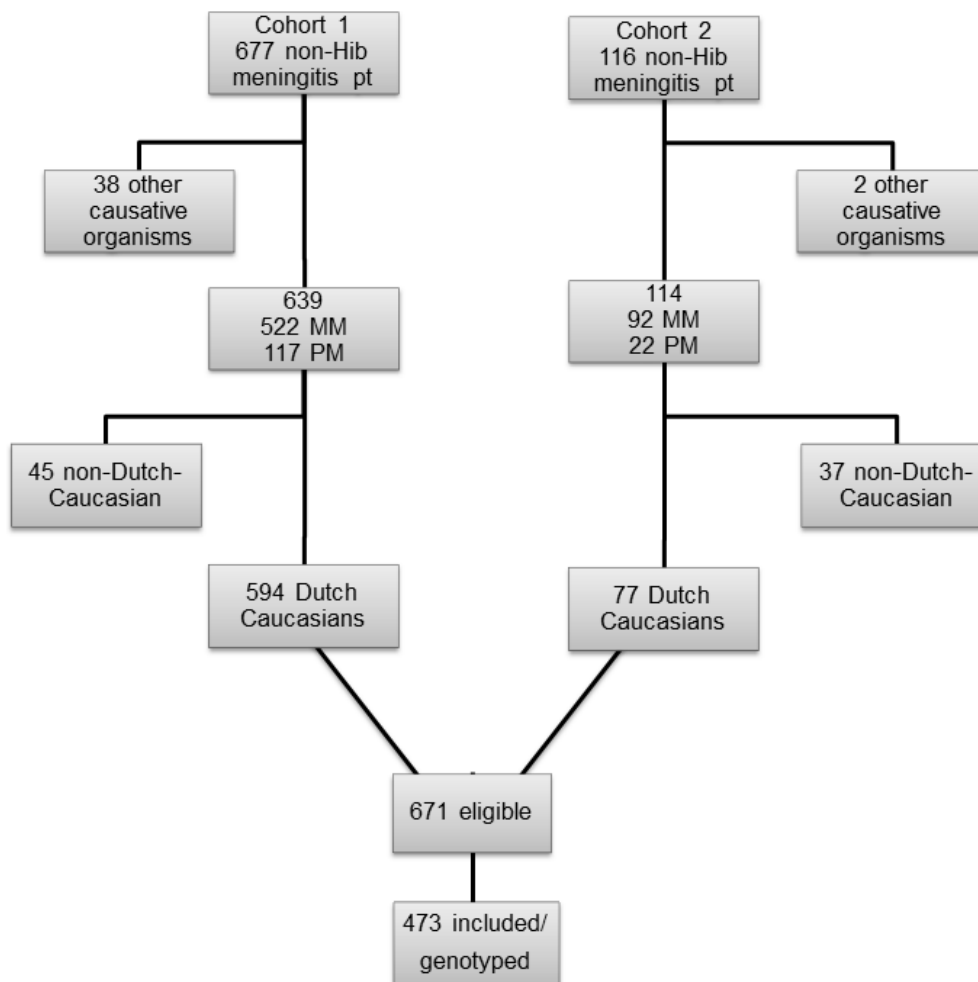 Cohort 1
677 non-Hib
meningitis pt
Cohort 2
116 non-Hib
meningitis pt
38 other
causative
organisms
2 other
causative
organisms
639
522 MM
117 PM
114
92 MM
22 PM
45 non-Dutch-
Caucasian
37 non-Dutch-
Caucasian
594 Dutch
Caucasians
77 Dutch
Caucasians
671 eligible
473 included/
genotyped